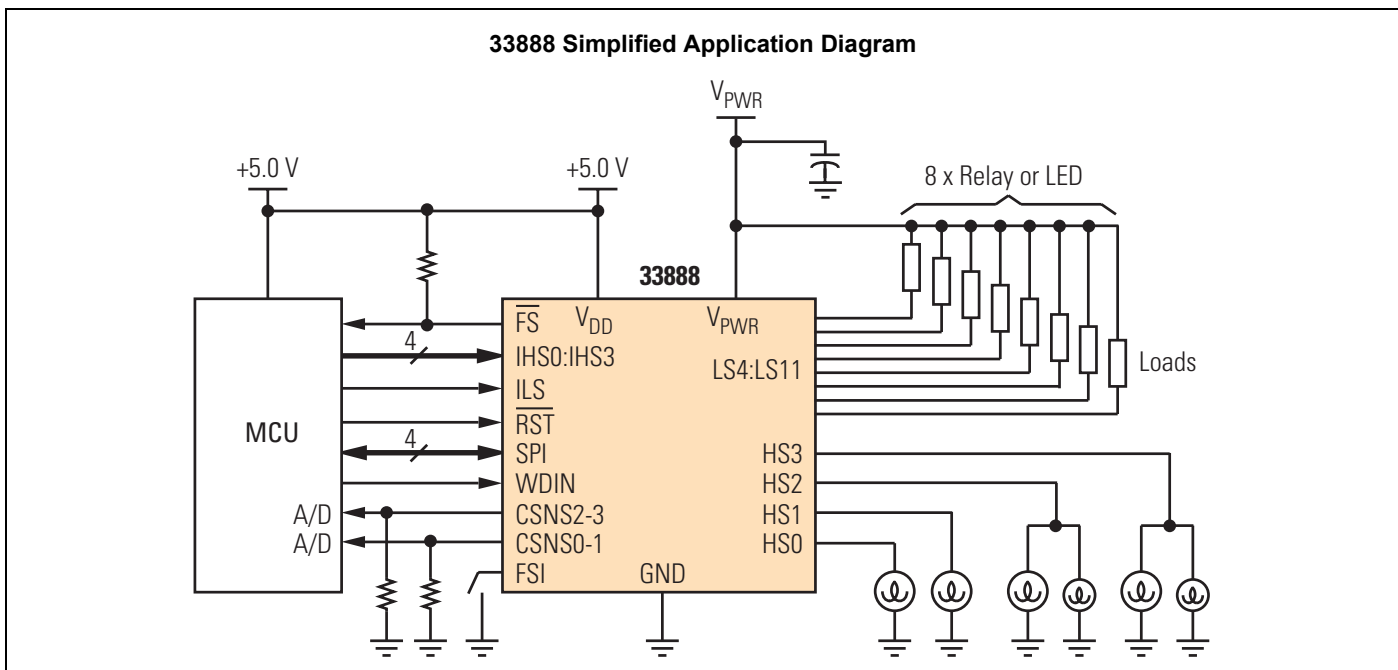 33888 Simplified Application Diagram
VPWR
+5.0 V
+5.0 V
8 x Relay or LED
33888
FS
VDD
VPWR
4
IHS0:IHS3
LS4:LS11
Loads
ILS
RST
MCU
4
SPI
HS3
WDIN
HS2
A/D
CSNS2-3
HS1
A/D
CSNS0-1
HS0
FSI
GND